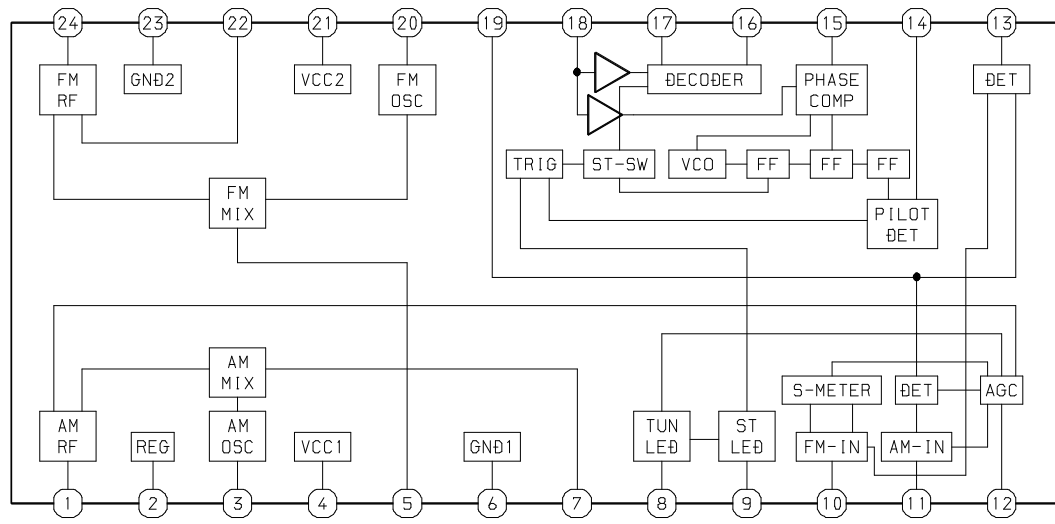 24 23 22 21 20 19 18 17 16 15 14 13
FM
RF
GND2
VCC2
FM
OSC
DECODER
PHASE
COMP
DET
TRIG
ST-SW
VCO
FF
FF
FF
FM
MIX
PILOT
DET
AM
MIX
S-METER
DET
AGC
AM
RF
REG
AM
OSC
VCC1
GND1
TUN
LED
ST
LED
FM-IN
AM-IN
1 2 3 4 5 6 7 8 9 10 11 12